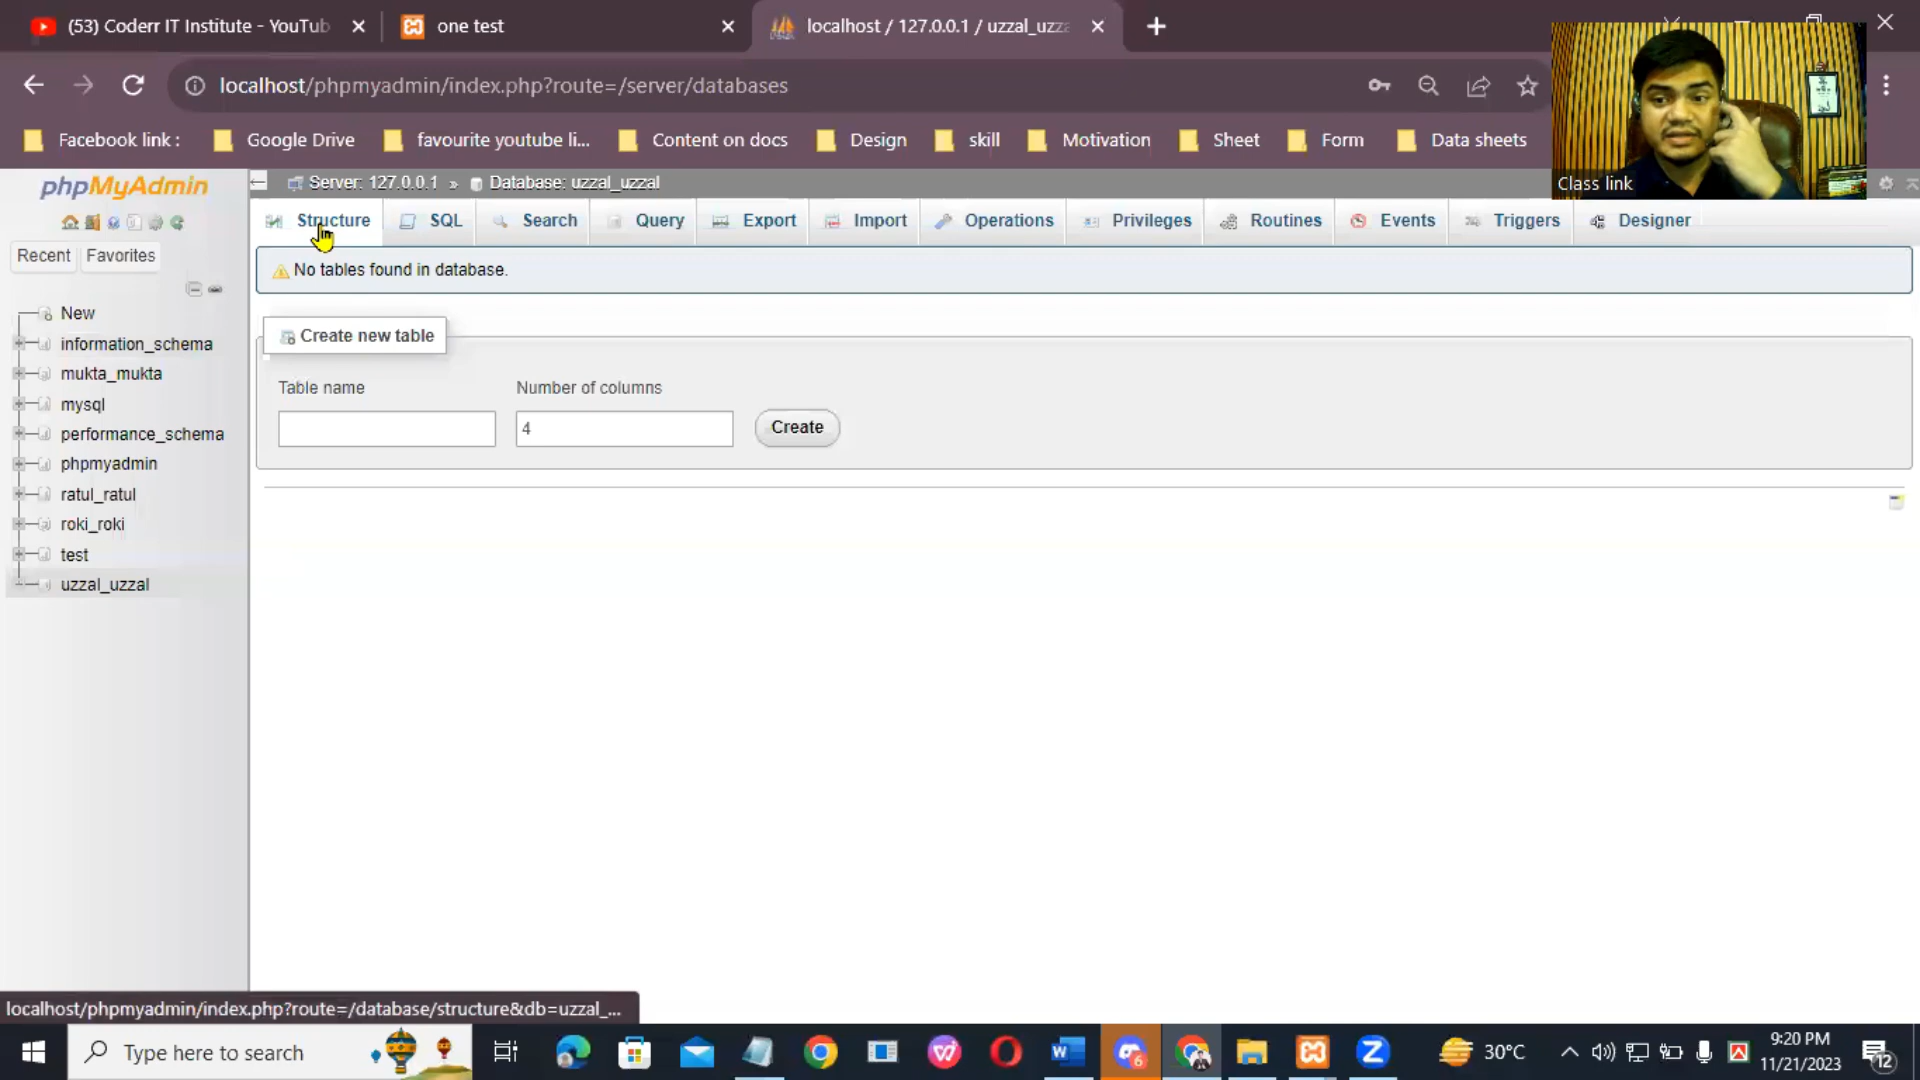 (53) Coderr IT Institute - YouTub
one test
localhost / 127.0.0.1 / uzzal_uzza
localhost/phpmyadmin/index.php?route=/server/databases
Facebook link :
Google Drive
favourite youtube li...
Content on docs
Design
skill
Motivation
Sheet
Form
Data sheets
Class link
phpMyAdmin
Server: 127.0.0.1 » Database: uzzal_uzzal
Structure
SQL
Search
Query
Export
Import
Operations
Privileges
Routines
Events
Triggers
Designer
Recent
Favorites
No tables found in database.
New
information_schema
mukta_mukta
mysql
performance_schema
phpmyadmin
ratul_ratul
roki_roki
test
uzzal_uzzal
Create new table
Table name
Number of columns
4
Create
localhost/phpmyadmin/index.php?route=/database/structure&db=uzzal_...
Type here to search
6
30°C
9:20 PM
11/21/2023
12